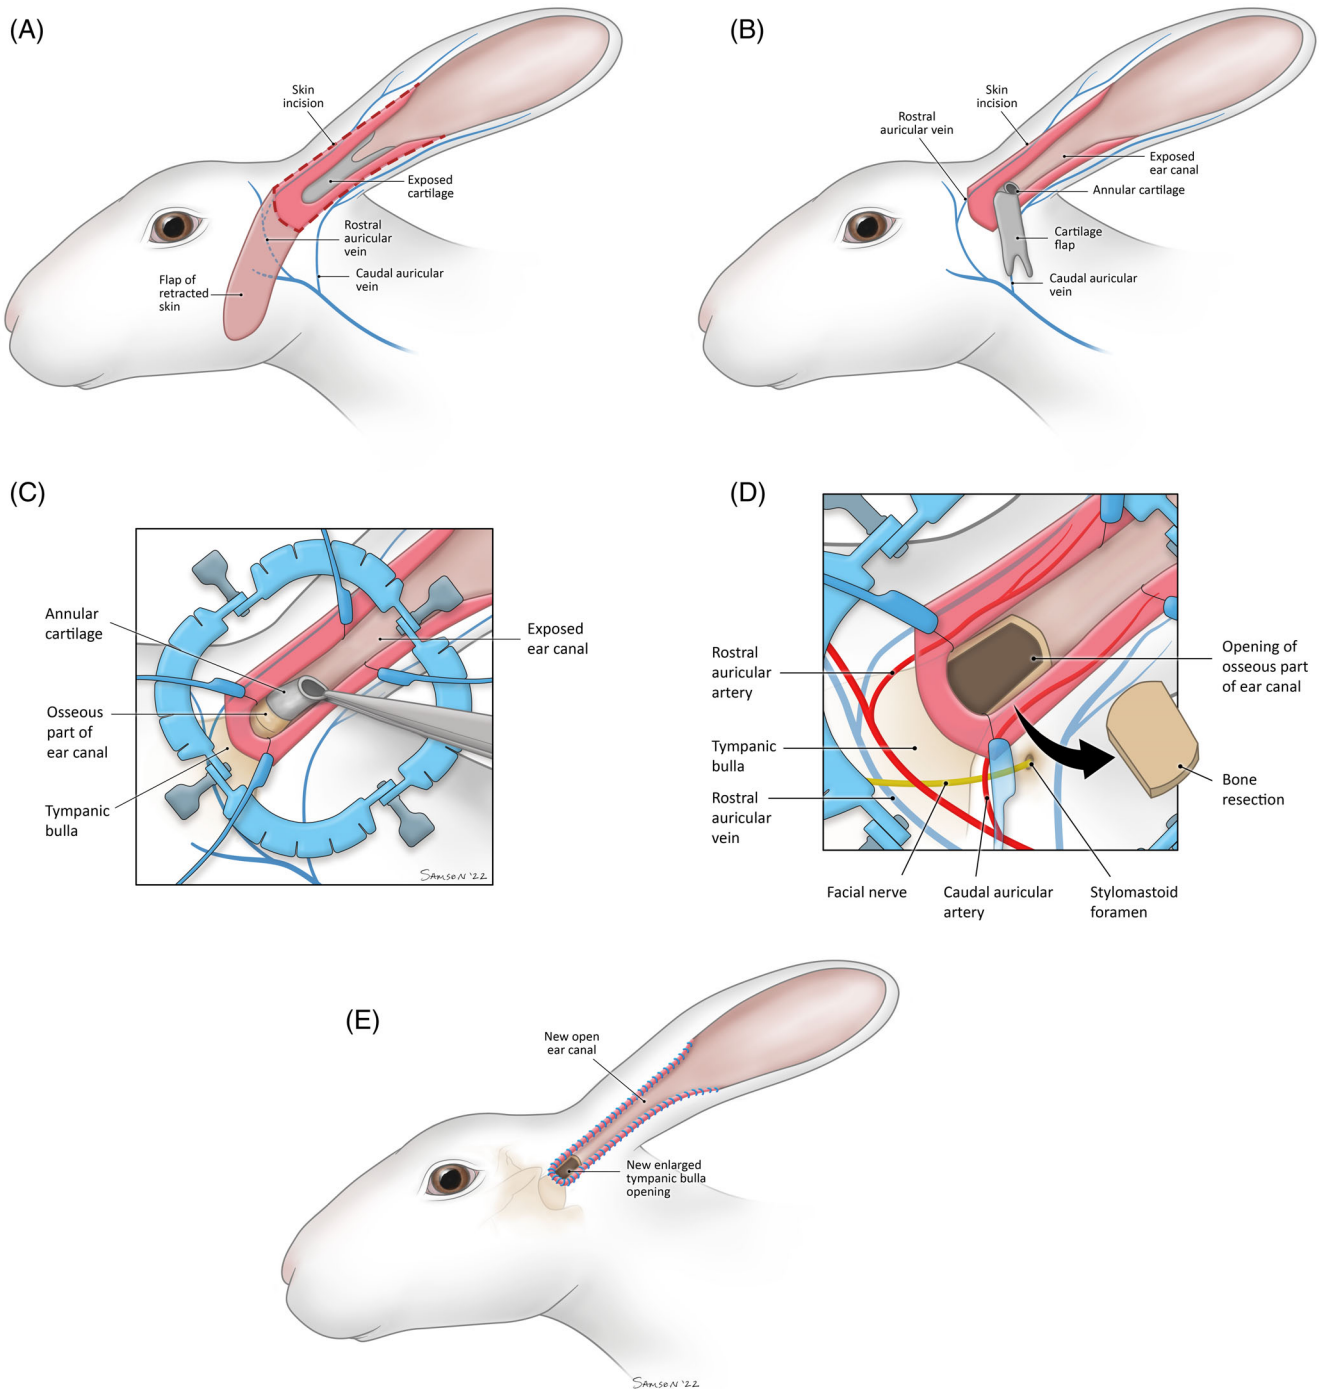 (A)
Skin
incision
Exposed
cartilage
Rostral
auricular
vein
Caudal auricular
vein
Flap of
retracted
skin
(B)
Skin
incision
Rostral
auricular vein
Exposed
ear canal
Annular cartilage
Cartilage
flap
Caudal auricular
vein
(C)
Annular
cartilage
Exposed
ear canal
Osseous
part of
ear canal
Tympanic
bulla
SAMSON '22
(D)
Rostral
auricular
artery
Opening of
osseous part
of ear canal
Tympanic
bulla
Rostral
auricular
vein
Bone
resection
Facial nerve
Caudal auricular
artery
Stylomastoid
foramen
(E)
New open
ear canal
New enlarged
tympanic bulla
opening
SAMSON '22